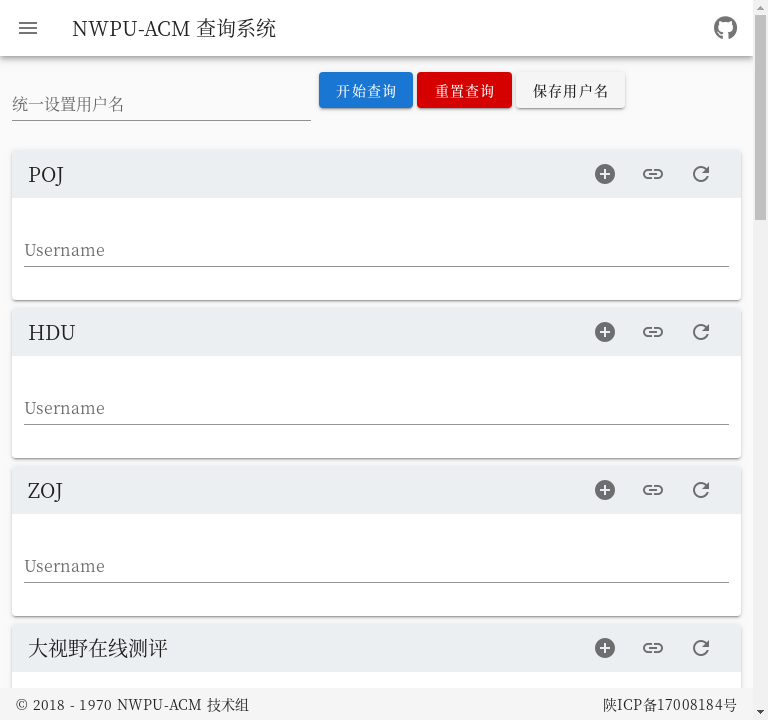 NWPU-ACM 查询系统
统一设置用户名
开始查询
重置查询
保存用户名
POJ
Username
HDU
Username
ZOJ
Username
大视野在线测评
© 2018 - 1970 NWPU-ACM 技术组
陕ICP备17008184号